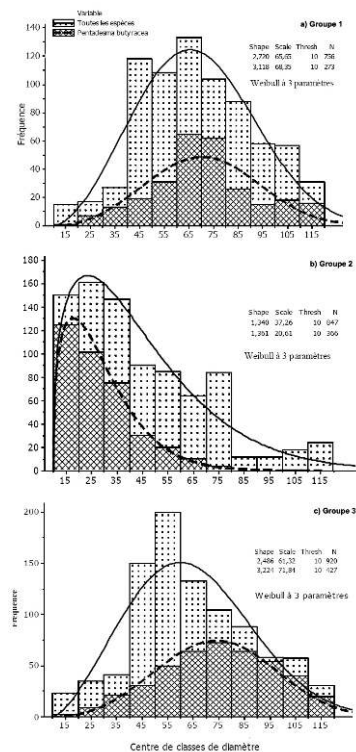 Variable
Toutes les espèces
Pentadesma butyracea
a) Groupe 1
Shape Scale Thresh N
2,720 65,65 10 756
3,118 68,35 10 273
Weibull à 3 paramètres
Fréquence
140
120
100
80
60
40
20
0
15 25 35 45 55 65 75 85 95 105 115
b) Groupe 2
Shape Scale Thresh N
1,348 37,26 10 847
1,361 20,61 10 366
Weibull à 3 paramètres
180
160
140
120
100
80
60
40
20
0
15 25 35 45 55 65 75 85 95 105 115
c) Groupe 3
Shape Scale Thresh N
2,486 61,32 10 920
3,224 71,84 10 427
Weibull à 3 paramètres
Fréquence
200
150
100
50
0
15 25 35 45 55 65 75 85 95 105 115
Centre de classes de diamètre